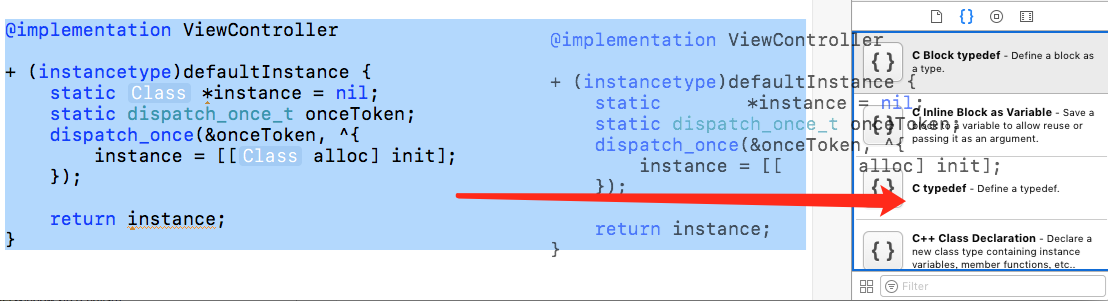 @implementation ViewController
+ (instancetype)defaultInstance {
static Class *instance = nil;
static dispatch_once_t onceToken;
dispatch_once(&onceToken, ^{
instance = [[Class alloc] init];
});
return instance;
}
@implementation ViewController
+ (instancetype)defaultInstance {
static *instance = nil;
static dispatch_once_t onceToken;
dispatch_once(&onceToken, ^{
instance = [[ alloc] init];
});
return instance;
}
{}
{ }
C Block typedef - Define a block as
a type.
{ }
C Inline Block as Variable - Save a
block to a variable to allow reuse or
passing it as an argument.
{ }
C typedef - Define a typedef.
{ }
C++ Class Declaration - Declare a
new class type containing instance
variables, member functions, etc..
Filter